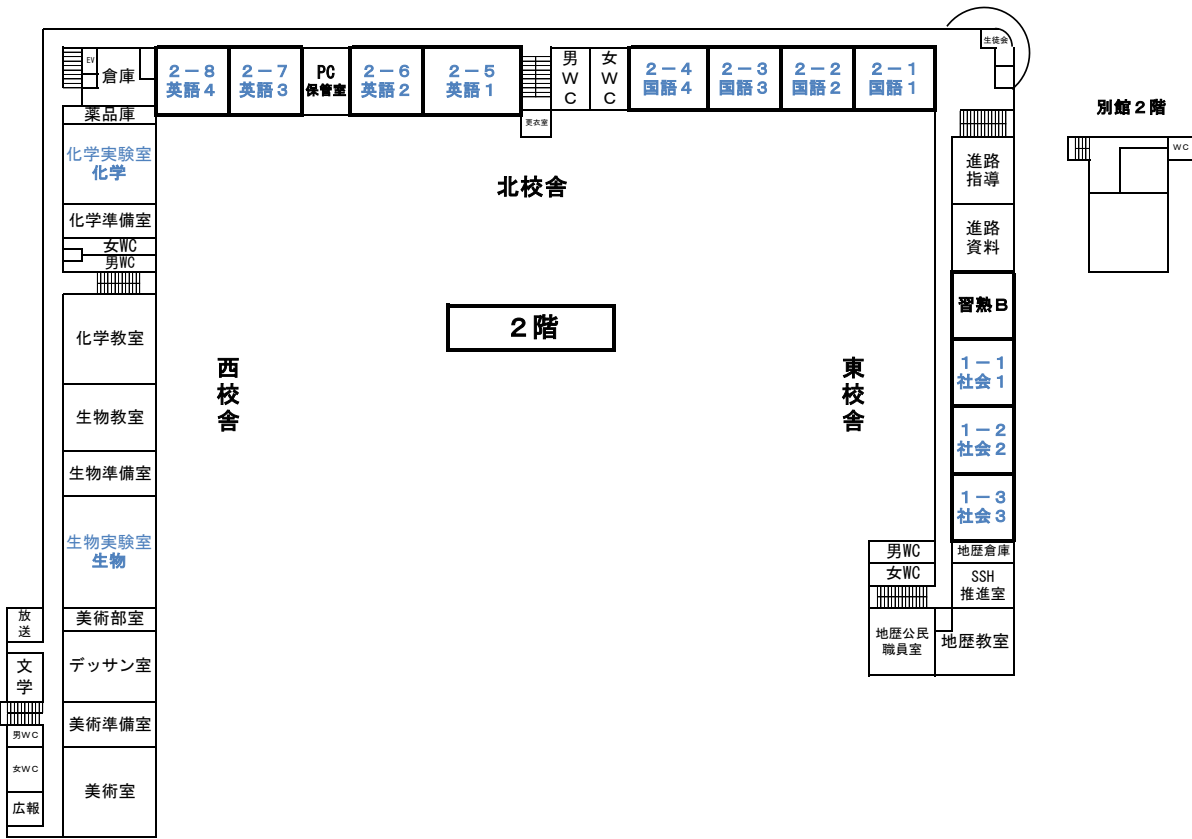 生徒会
EV
倉庫
2－8
英語4
2－7
英語3
PC
保管室
2－6
英語2
2－5
英語1
男WC
女WC
2－4
国語4
2－3
国語3
2－2
国語2
2－1
国語1
薬品庫
更衣室
別館2階
WC
化学実験室
化学
北校舎
進路
指導
化学準備室
進路
資料
女WC
男WC
習熟B
2階
化学教室
西校舎
東校舎
1－1
社会1
生物教室
1－2
社会2
生物準備室
1－3
社会3
生物実験室
生物
男WC
地歴倉庫
女WC
SSH
推進室
放送
美術部室
地歴公民
職員室
地歴教室
文学
デッサン室
男WC
美術準備室
女WC
美術室
広報